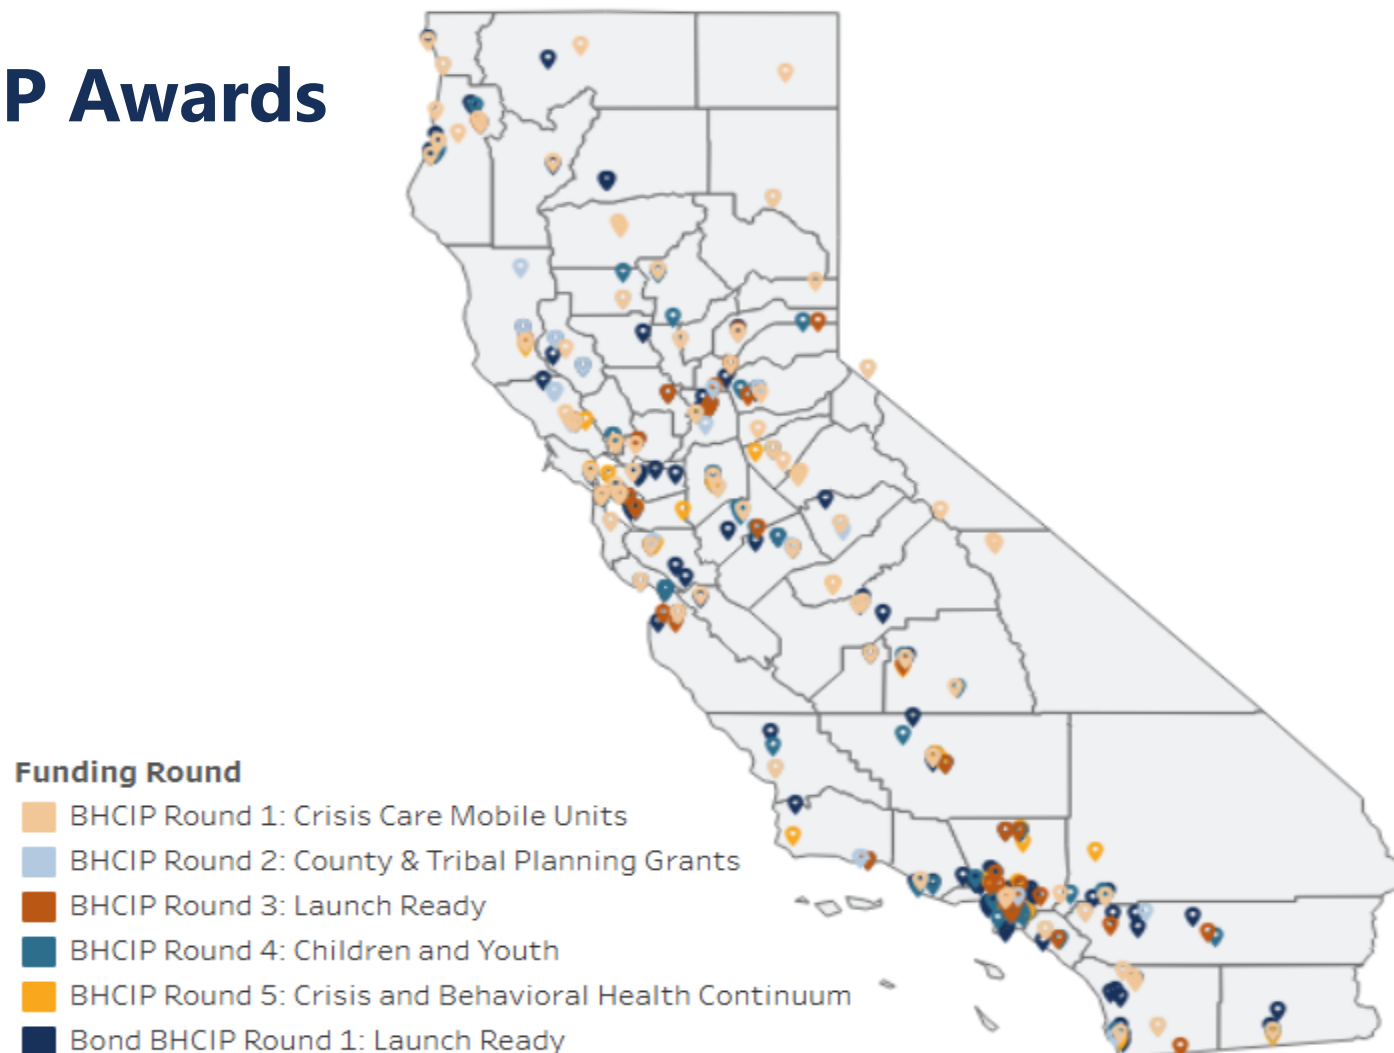 P Awards
Funding Round
BHCIP Round 1: Crisis Care Mobile Units
BHCIP Round 2: County & Tribal Planning Grants
BHCIP Round 3: Launch Ready
BHCIP Round 4: Children and Youth
BHCIP Round 5: Crisis and Behavioral Health Continuum
Bond BHCIP Round 1: Launch Ready